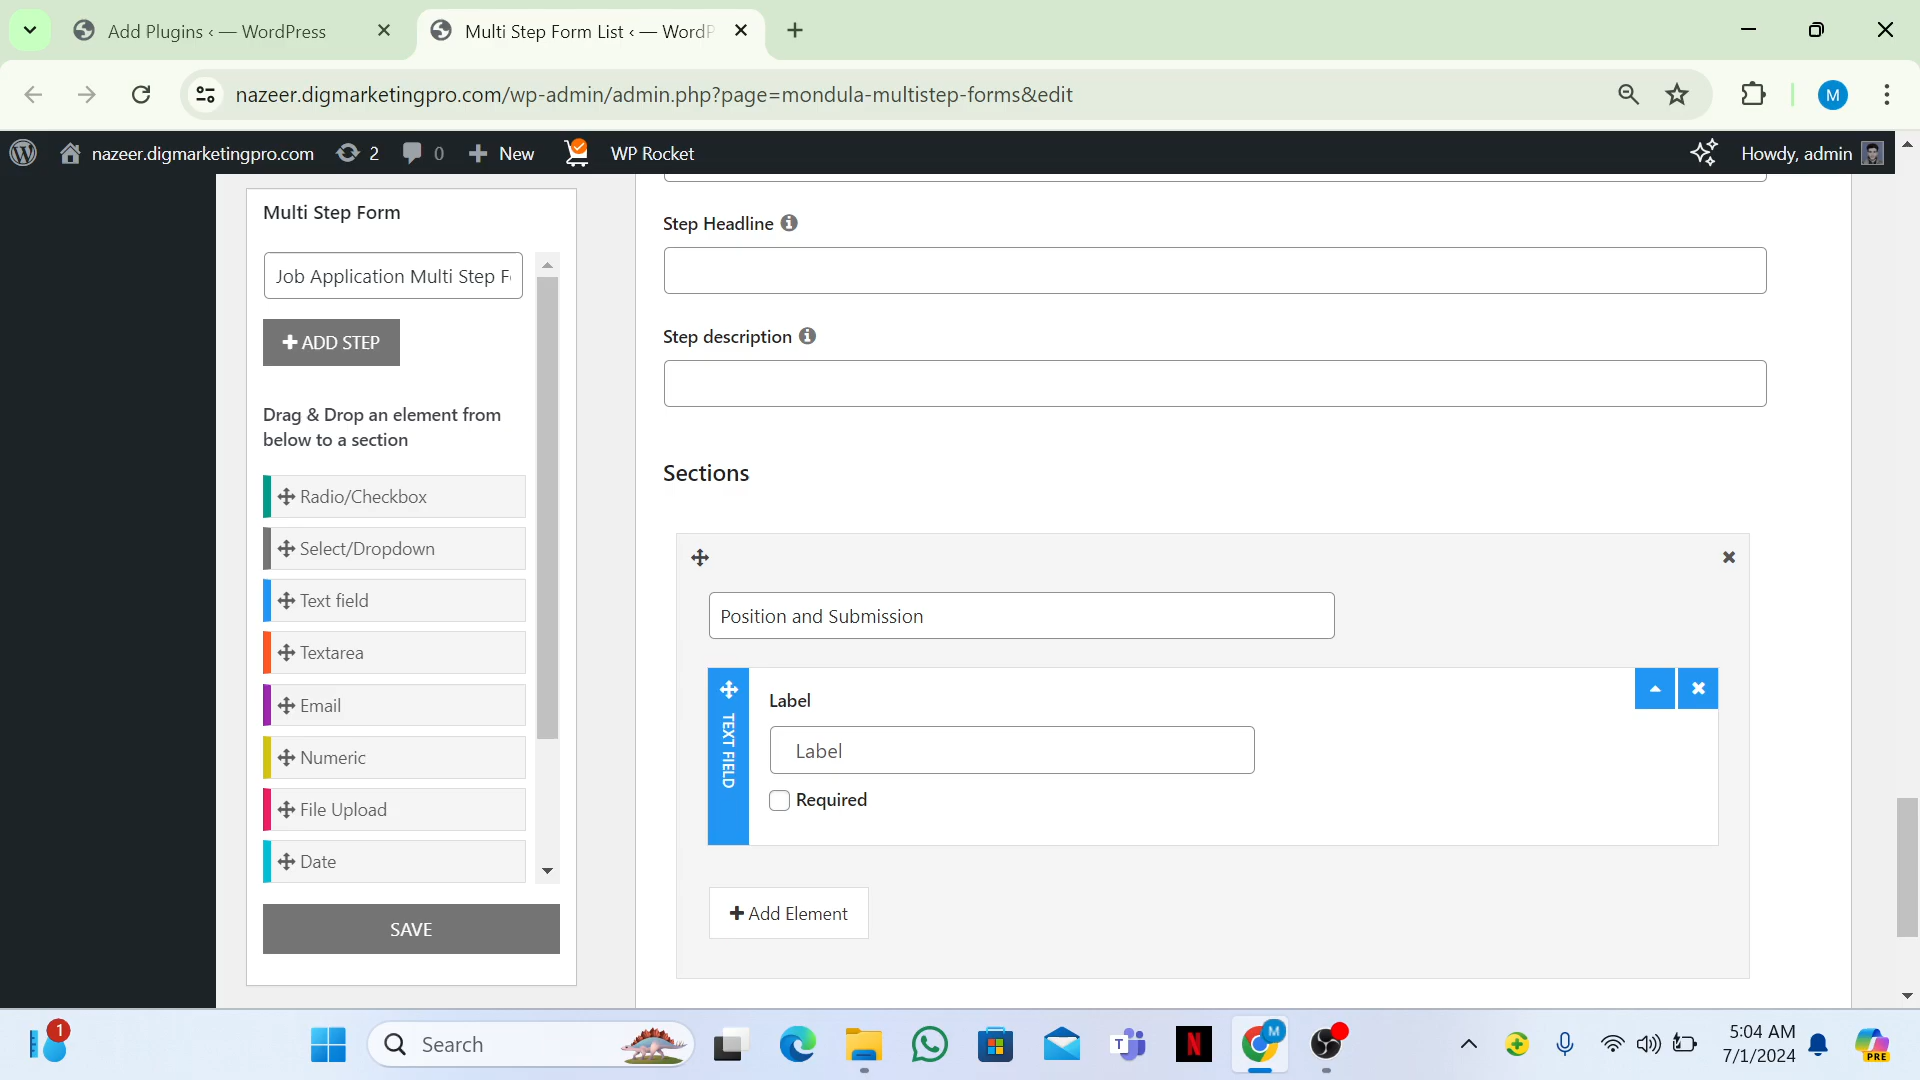 Add Plugins ‹ — WordPress
Multi Step Form List ‹ — WordP
nazeer.digmarketingpro.com/wp-admin/admin.php?page=mondula-multistep-forms&edit
M
nazeer.digmarketingpro.com
2
0
New
WP Rocket
Howdy, admin
Multi Step Form
Job Application Multi Step F
ADD STEP
Drag & Drop an element from
below to a section
Radio/Checkbox
Select/Dropdown
Text field
Textarea
Email
Numeric
File Upload
Date
SAVE
Step Headline
Step description
Sections
Position and Submission
TEXT FIELD
Label
Label
Required
Add Element
1
Search
T
N
M
5:04 AM
7/1/2024
PRE